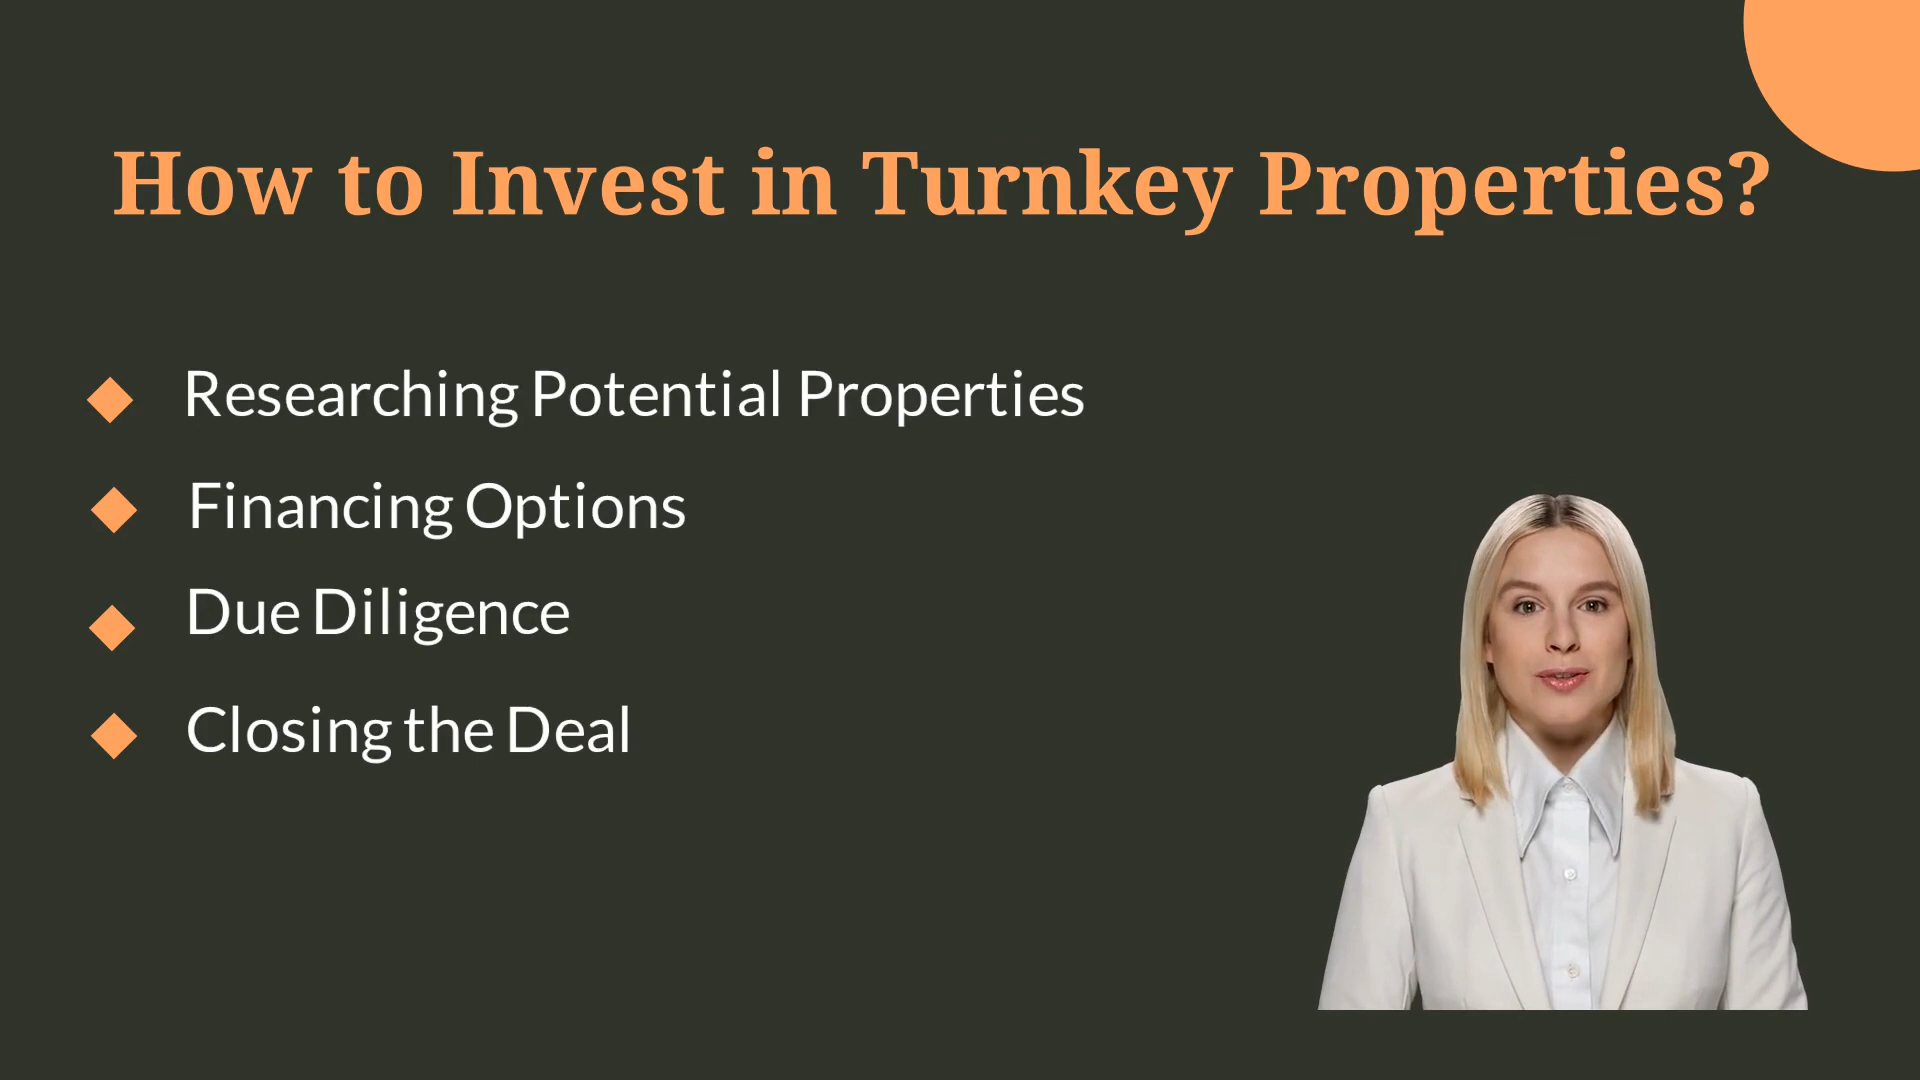 How to Invest in Turnkey Properties?
Researching Potential Properties
Financing Options
Due Diligence
Closing the Deal